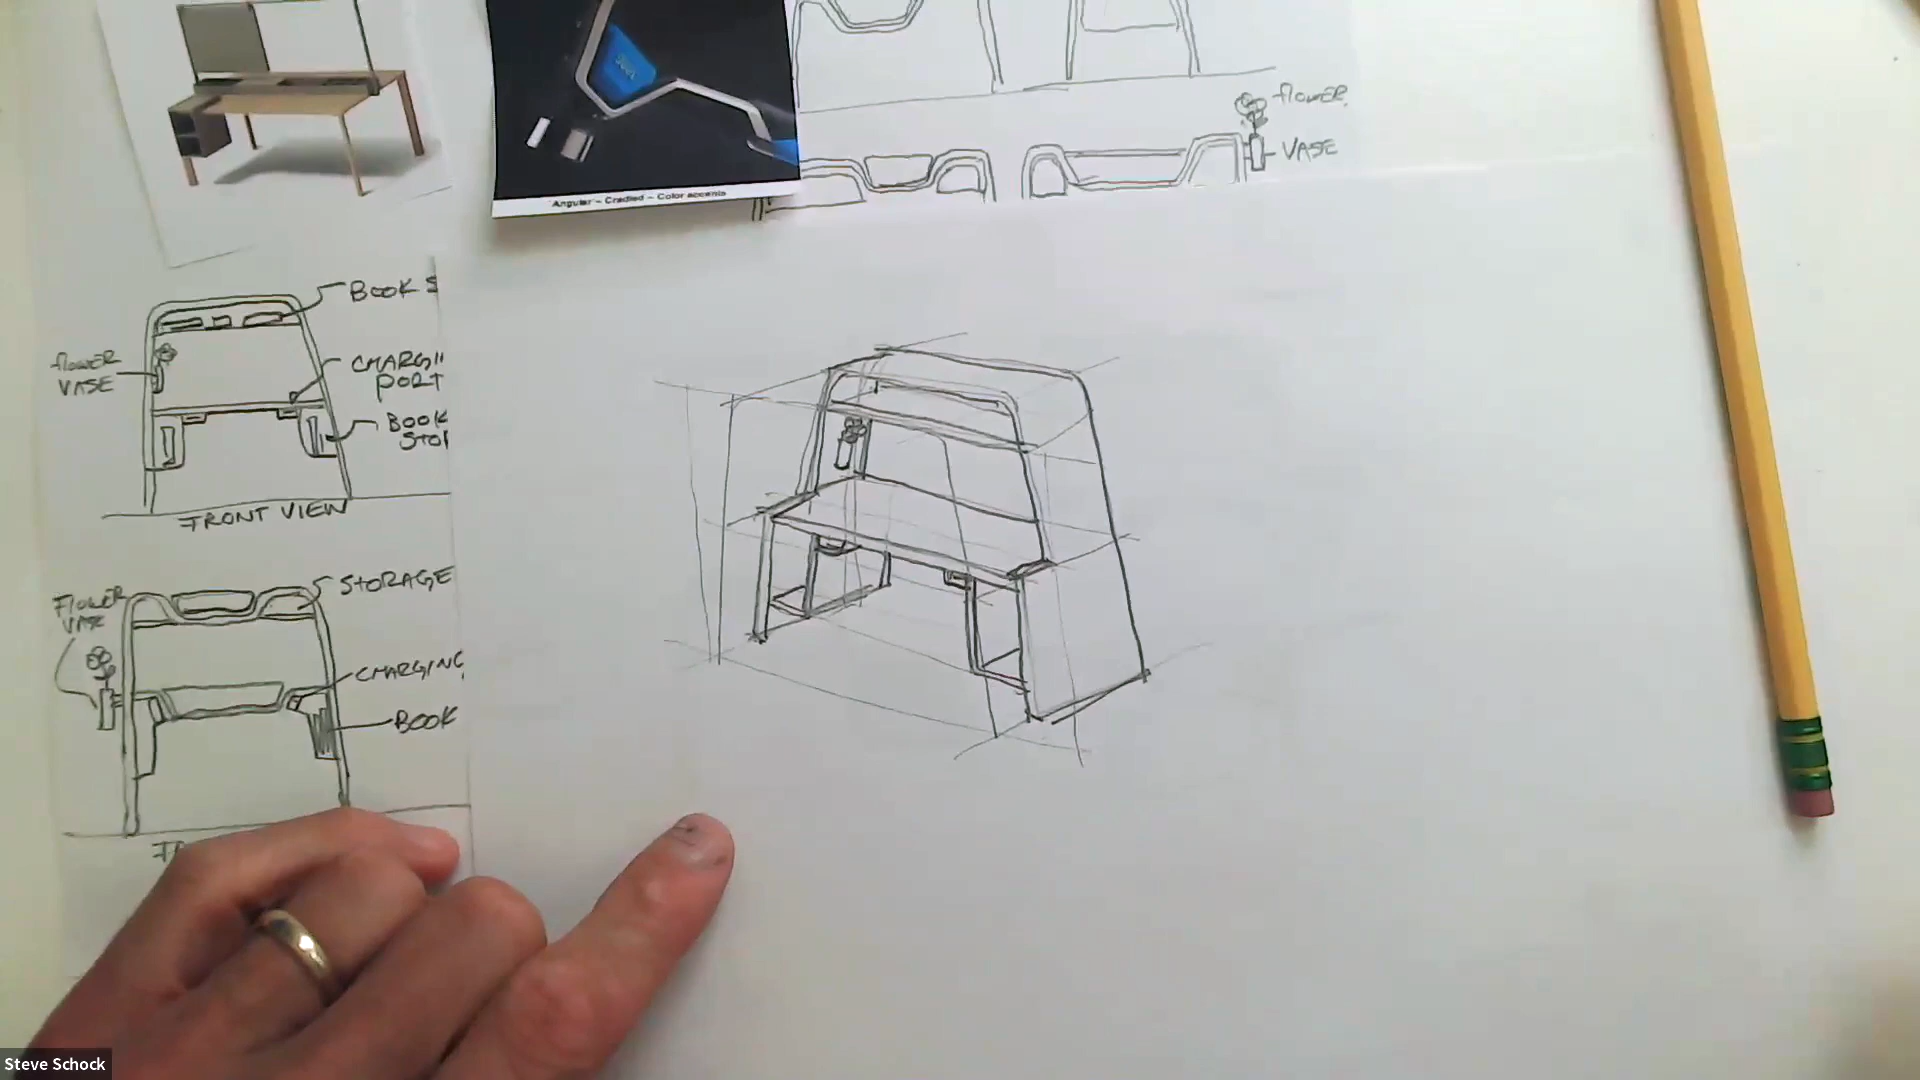 Angular – Cradled – Color accents
flower
VASE
BOOK S
flower
VASE
CHARGI
PORT
BOOK
STO
FRONT VIEW
STORAGE
Flower
VASE
CHARGING
BOOK
Steve Schock